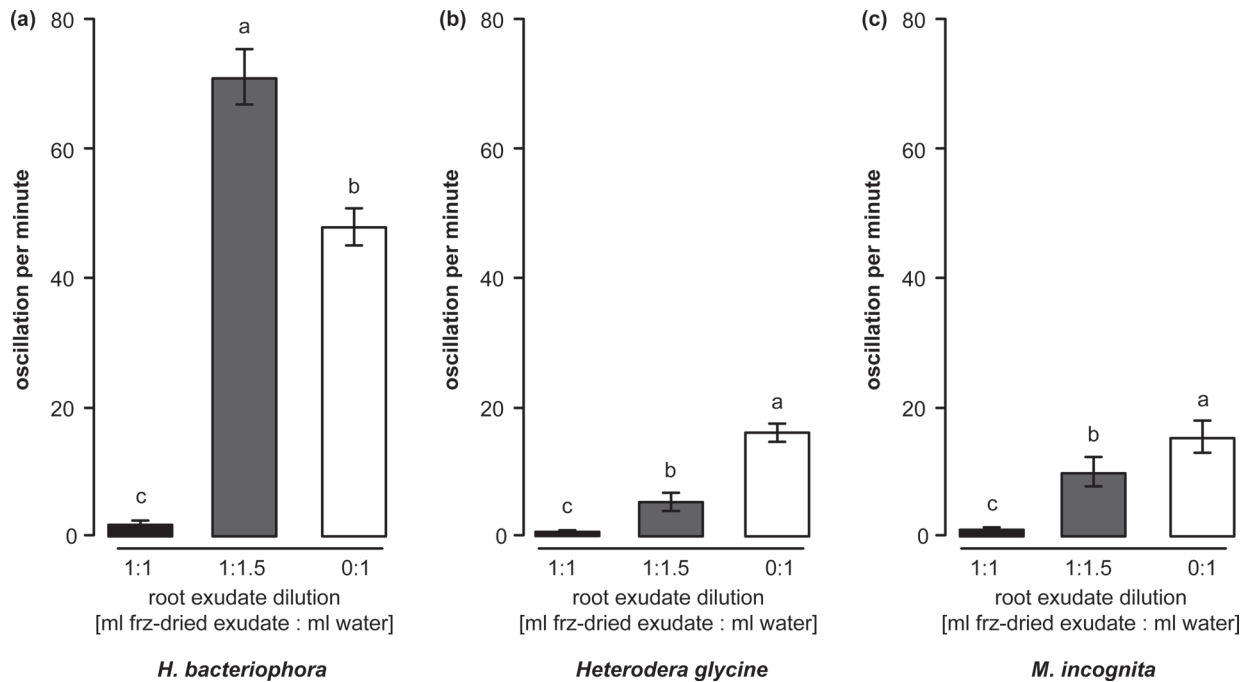 (a)
80
60
40
20
0
oscillation per minute
a
b
c
1:1 1:1.5 0:1
root exudate dilution
[ml frz-dried exudate : ml water]
H. bacteriophora
(b)
80
60
40
20
0
oscillation per minute
a
b
c
1:1 1:1.5 0:1
root exudate dilution
[ml frz-dried exudate : ml water]
Heterodera glycine
(c)
80
60
40
20
0
oscillation per minute
a
b
c
1:1 1:1.5 0:1
root exudate dilution
[ml frz-dried exudate : ml water]
M. incognita